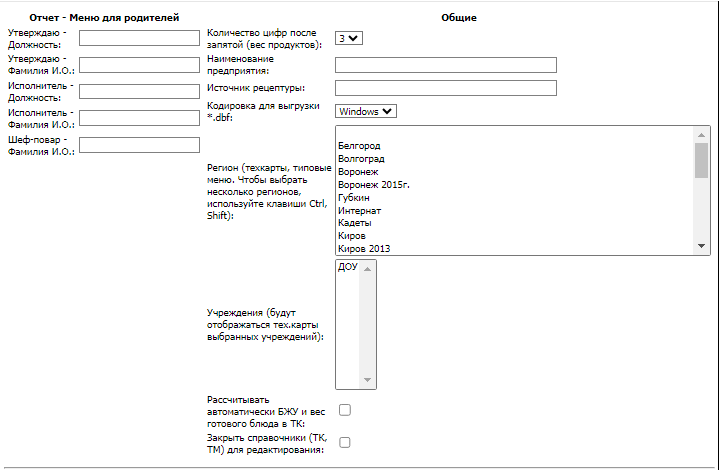 Отчет - Меню для родителей
Утверждаю -
Должность:
Утверждаю -
Фамилия И.О.:
Исполнитель -
Должность:
Исполнитель -
Фамилия И.О.:
Шеф-повар -
Фамилия И.О.:
Общие
Количество цифр после
запятой (вес продуктов):
3
Наименование
предприятия:
Источник рецептуры:
Кодировка для выгрузки
*.dbf:
Windows
Регион (техкарты, типовые
меню. Чтобы выбрать
несколько регионов,
используйте клавиши Ctrl,
Shift):
Белгород
Волгоград
Воронеж
Воронеж 2015г.
Губкин
Интернат
Кадеты
Киров
Киров 2013
Учреждения (будут
отображаться тех.карты
выбранных учреждений):
ДОУ
Рассчитывать
автоматически БЖУ и вес
готового блюда в ТК:
Закрыть справочники (ТК,
ТМ) для редактирования: